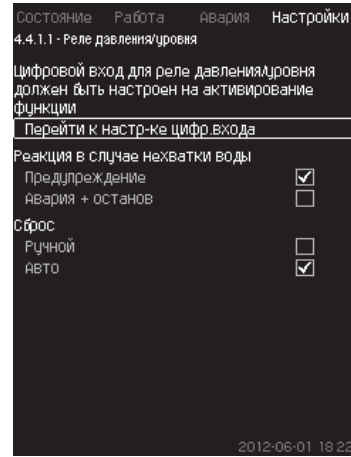 Состояние Работа Авария Настройки
4.4.1.1 - Реле давления/уровня
Цифровой вход для реле давления/уровня
должен быть настроен на активирование
функции
Перейти к настр-ке цифр.входа
Реакция в случае нехватки воды
Предупреждение
Авария + останов
Сброс
Ручной
Авто
2012-06-01 18:22